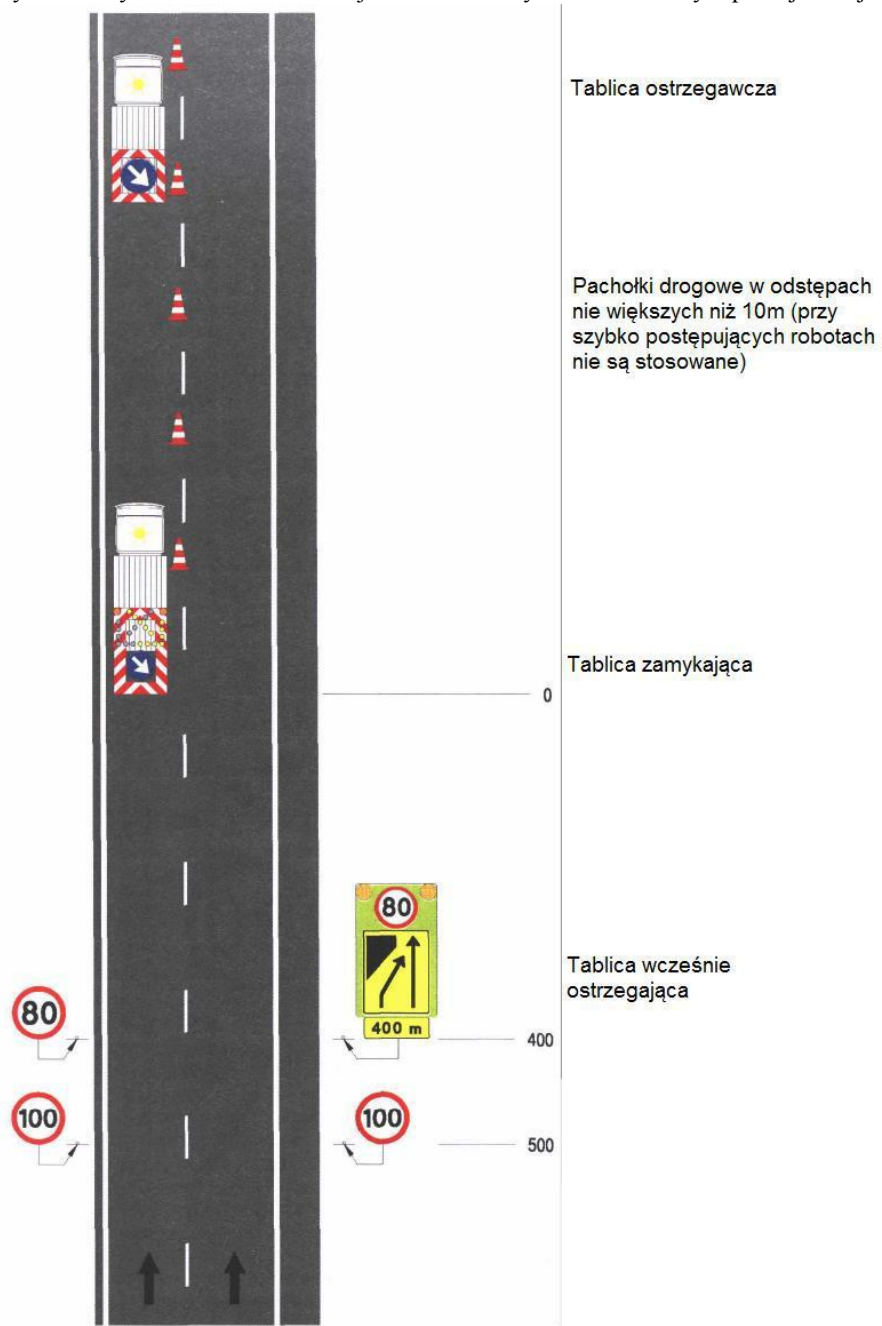 Tablica ostrzegawcza
Pachołki drogowe w odstępach
nie większych niż 10m (przy
szybko postępujących robotach
nie są stosowane)
Tablica zamykająca
0
80
Tablica wcześnie
ostrzegająca
80
400 m
400
100
100
500